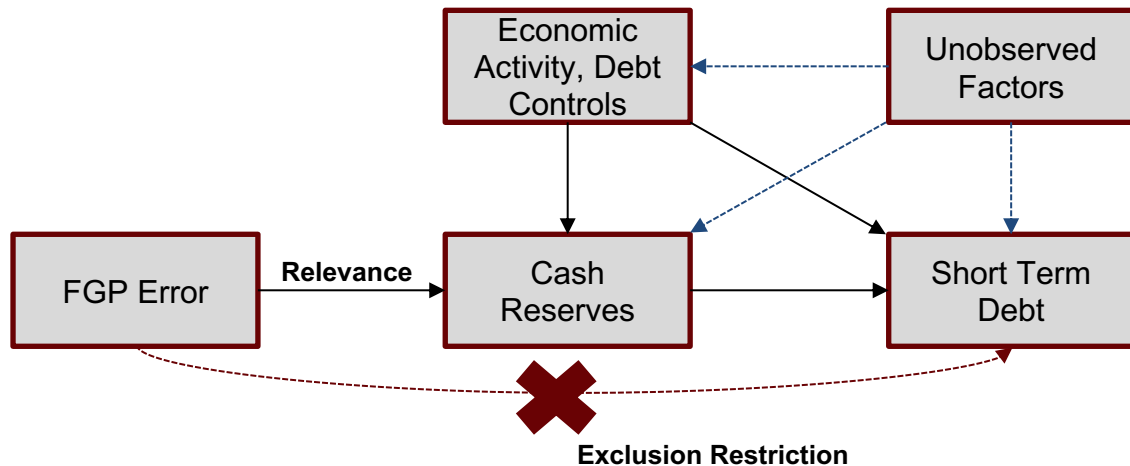 Economic
Activity, Debt
Controls
Unobserved
Factors
FGP Error
Relevance
Cash
Reserves
Short Term
Debt
Exclusion Restriction